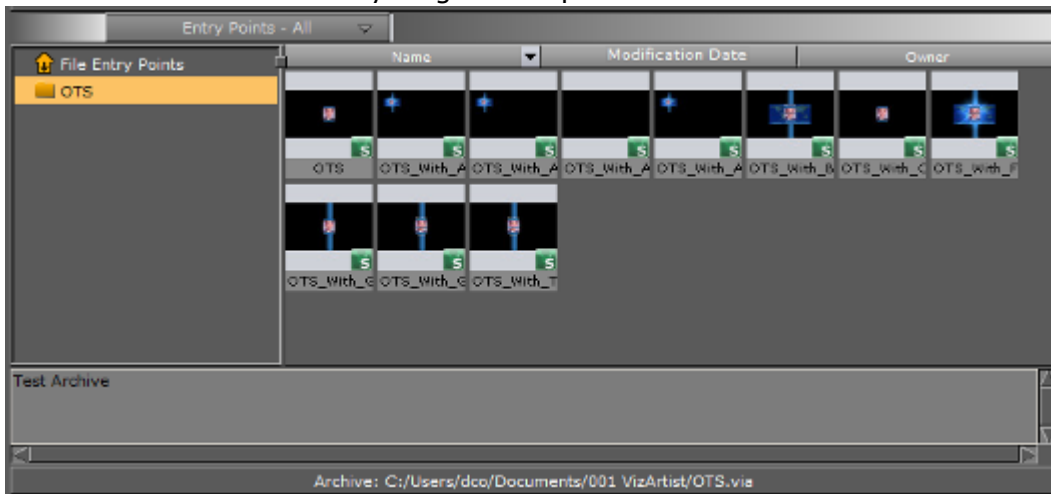 Entry Points - All
File Entry Points
OTS
Name Modification Date Owner
S S S S S S S S
OTS OTS_With_A OTS_With_A OTS_With_A OTS_With_A OTS_With_B OTS_With_C OTS_With_F
S S S
OTS_With_G OTS_With_G OTS_With_T
Test Archive
Archive: C:/Users/dco/Documents/001 VizArtist/OTS.via